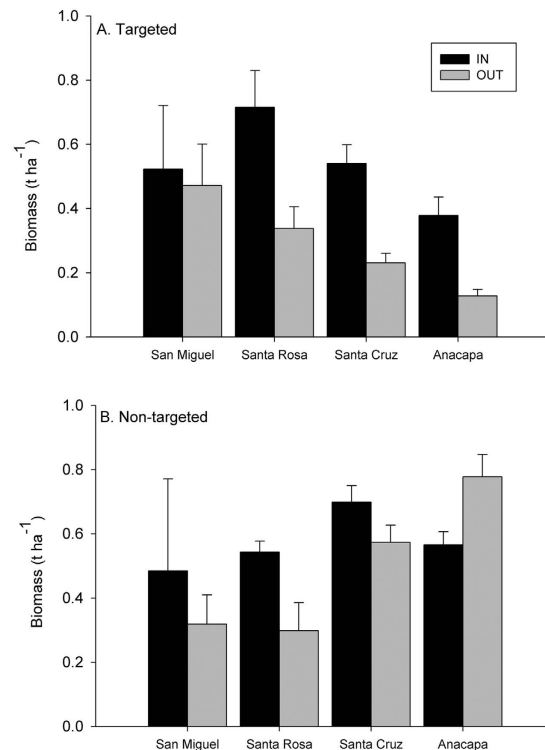 A. Targeted
IN
OUT
1.0
0.8
0.6
0.4
0.2
0.0
Biomass (t ha⁻¹)
San Miguel Santa Rosa Santa Cruz Anacapa
B. Non-targeted
1.0
0.8
0.6
0.4
0.2
0.0
Biomass (t ha⁻¹)
San Miguel Santa Rosa Santa Cruz Anacapa